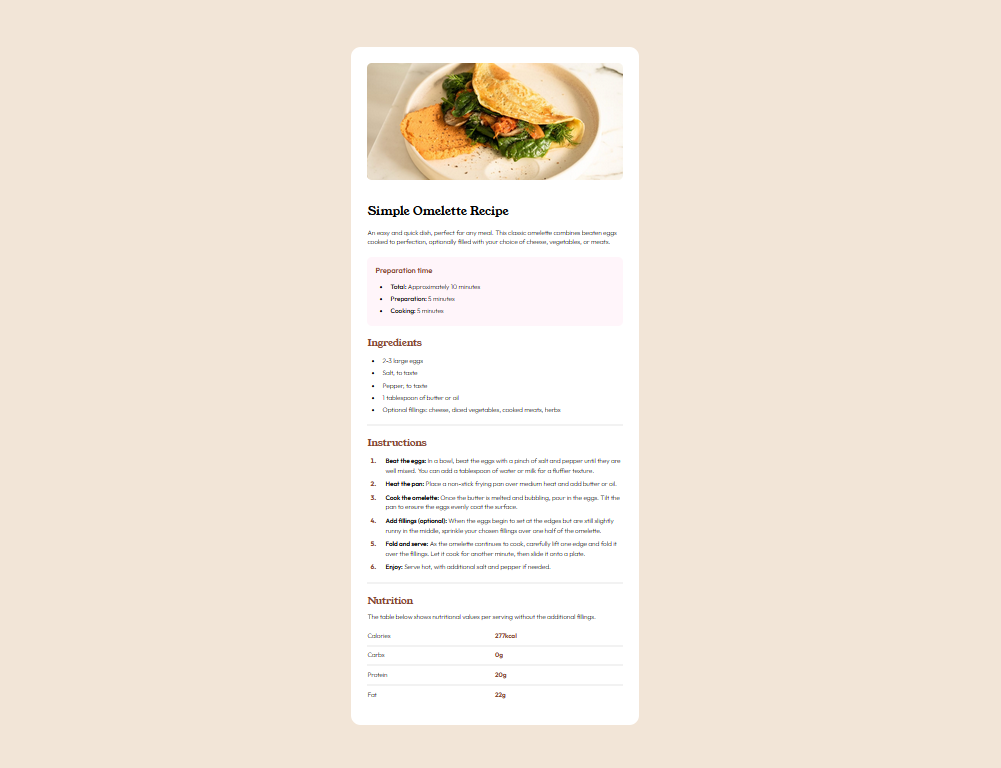 Simple Omelette Recipe
An easy and quick dish, perfect for any meal. This classic omelette combines beaten eggs
cooked to perfection, optionally filled with your choice of cheese, vegetables, or meats.
Preparation time
• Total: Approximately 10 minutes
• Preparation: 5 minutes
• Cooking: 5 minutes
Ingredients
• 2-3 large eggs
• Salt, to taste
• Pepper, to taste
• 1 tablespoon of butter or oil
• Optional fillings: cheese, diced vegetables, cooked meats, herbs
Instructions
1. Beat the eggs: In a bowl, beat the eggs with a pinch of salt and pepper until they are
well mixed. You can add a tablespoon of water or milk for a fluffier texture.
2. Heat the pan: Place a non-stick frying pan over medium heat and add butter or oil.
3. Cook the omelette: Once the butter is melted and bubbling, pour in the eggs. Tilt the
pan to ensure the eggs evenly coat the surface.
4. Add fillings (optional): When the eggs begin to set at the edges but are still slightly
runny in the middle, sprinkle your chosen fillings over one half of the omelette.
5. Fold and serve: As the omelette continues to cook, carefully lift one edge and fold it
over the fillings. Let it cook for another minute, then slide it onto a plate.
6. Enjoy: Serve hot, with additional salt and pepper if needed.
Nutrition
The table below shows nutritional values per serving without the additional fillings.
Calories 277kcal
Carbs 0g
Protein 20g
Fat 22g